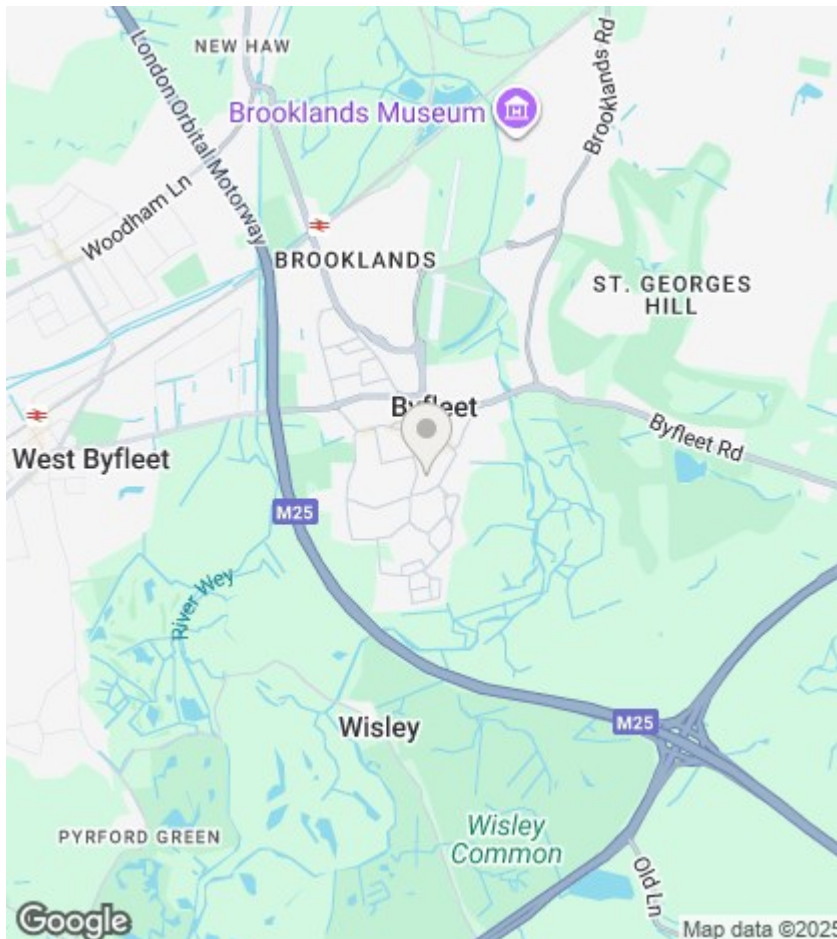 NEW HAW
London Orbital Motorway
Brooklands Rd
Brooklands Museum
Woodham Ln
BROOKLANDS
ST. GEORGES
HILL
Byfleet
Byfleet Rd
West Byfleet
M25
River Wey
Wisley
M25
PYRFORD GREEN
Wisley
Common
Old Ln
Google
Map data ©2025